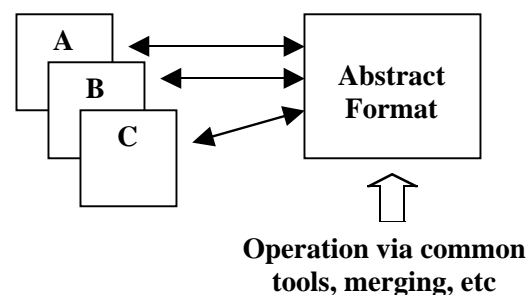 A
B
C
Abstract
Format
Operation via common
tools, merging, etc